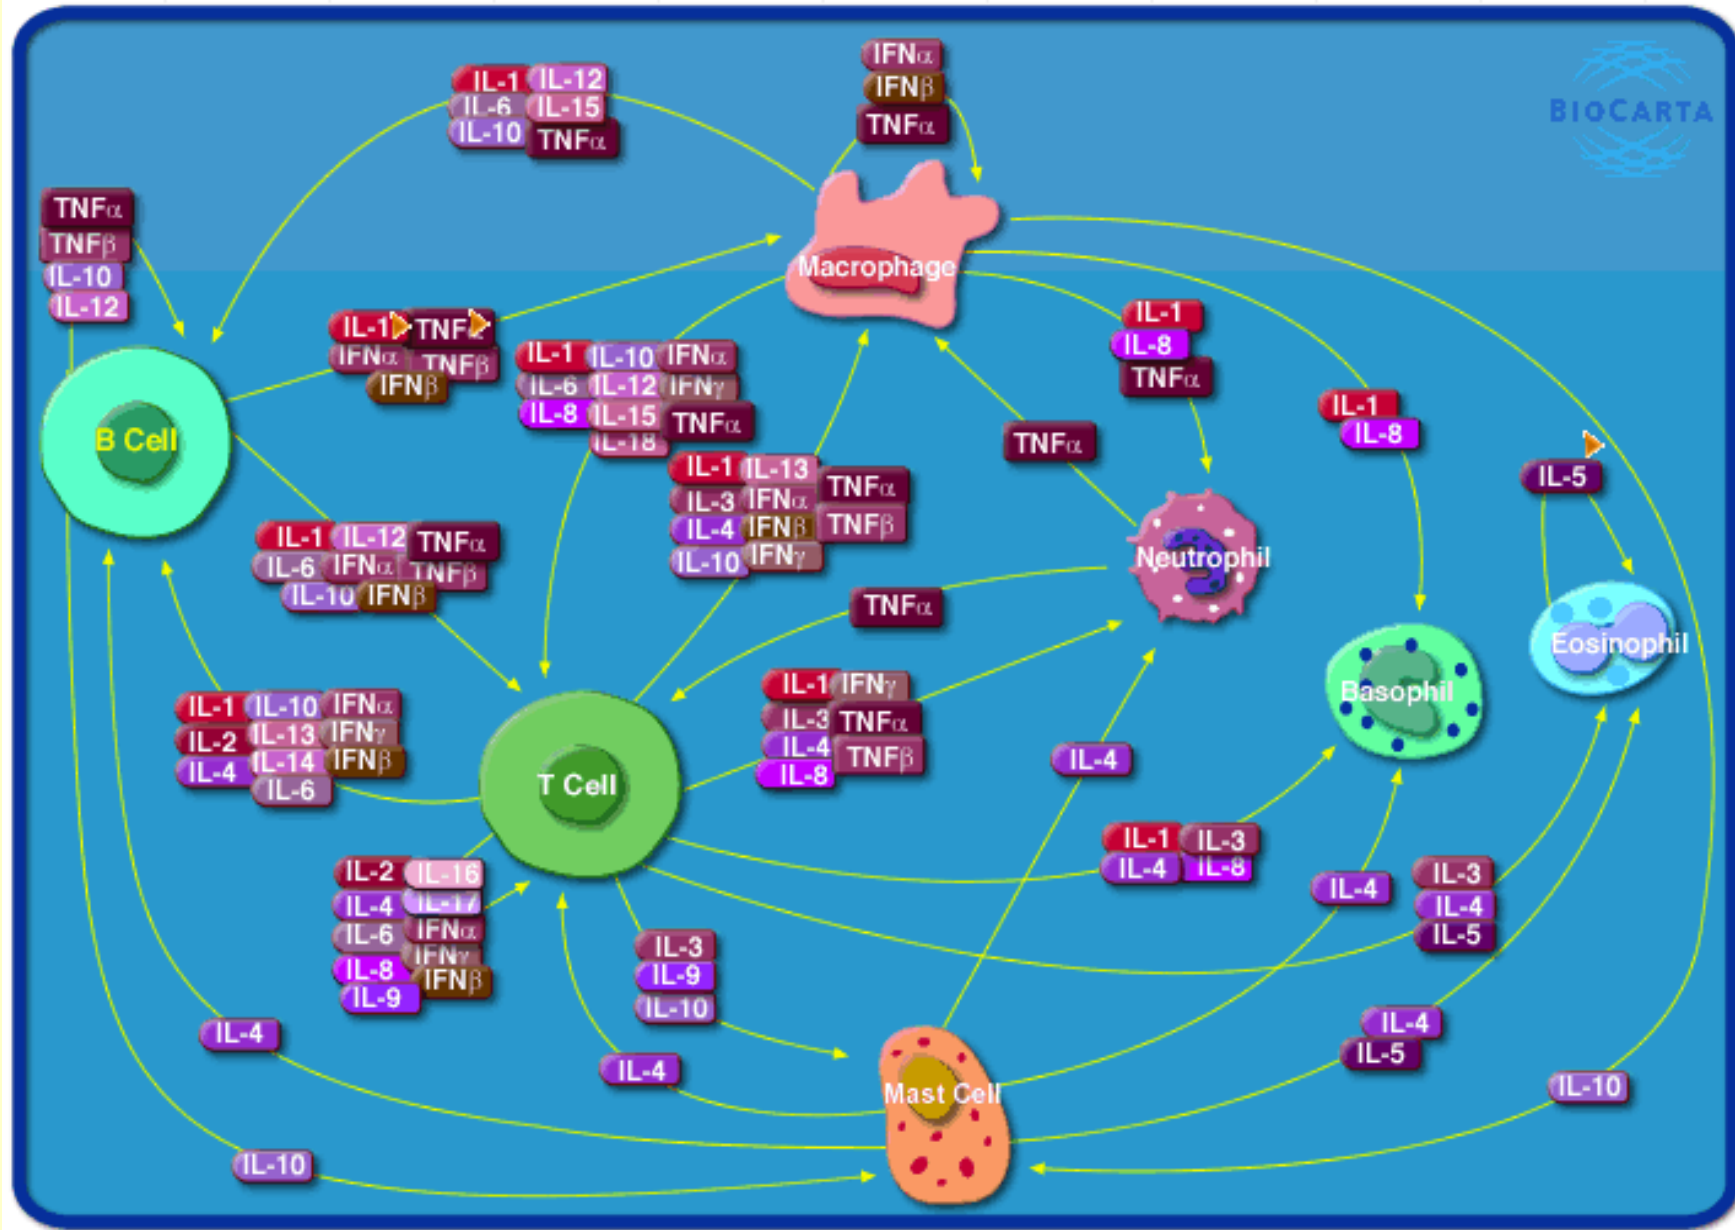 IFNα
IFNβ
TNFα
BIOCARTA
IL-1 IL-12
IL-6 IL-15
IL-10 TNFα
TNFα
TNFβ
IL-10
IL-12
Macrophage
IL-1 TNFα
IFNα TNFβ
IFNβ
IL-1
IL-8
TNFα
IL-1 IL-10 IFNα
IL-6 IL-12 IFNγ
IL-8 IL-15 TNFα
IL-18
IL-1
IL-8
B Cell
TNFα
IL-1 IL-13 TNFα
IL-3 IFNα
IL-4 IFNβ TNFβ
IL-10 IFNγ
IL-5
IL-1 IL-12 TNFα
IL-6 IFNα TNFβ
IL-10 IFNβ
Neutrophil
TNFα
Eosinophil
Basophil
IL-1 IFNγ
IL-3 TNFα
IL-4 TNFβ
IL-8
IL-1 IL-10 IFNα
IL-2 IL-13 IFNγ
IL-4 IL-14 IFNβ
IL-6
T Cell
IL-4
IL-1 IL-3
IL-4 IL-8
IL-2 IL-16
IL-4 IL-17
IL-6 IFNα
IL-8 IFNγ
IL-9 IFNβ
IL-4
IL-3
IL-4
IL-5
IL-3
IL-9
IL-10
IL-4
IL-4
IL-4
IL-5
Mast Cell
IL-10
IL-10